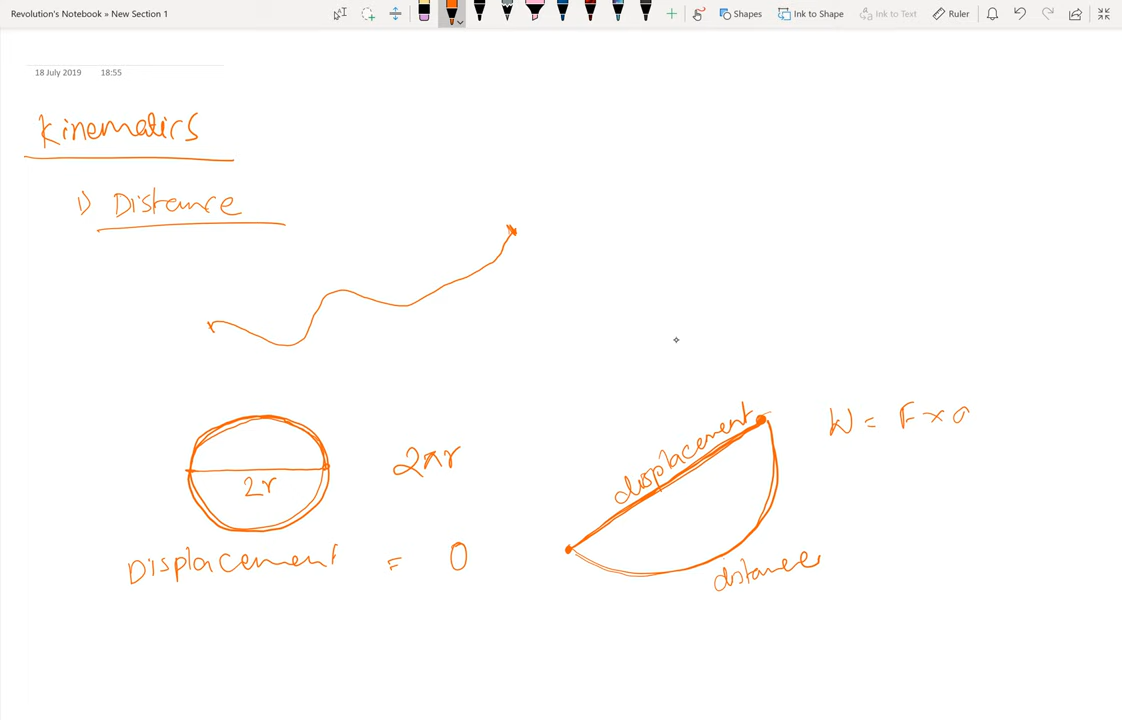 Revolution's Notebook » New Section 1
Shapes
Ink to Shape
Ink to Text
Ruler
18 July 2019 18:55
Kinematics
1) Distance
2r
2πr
Displacement = 0
displacement
distance
W = F ×